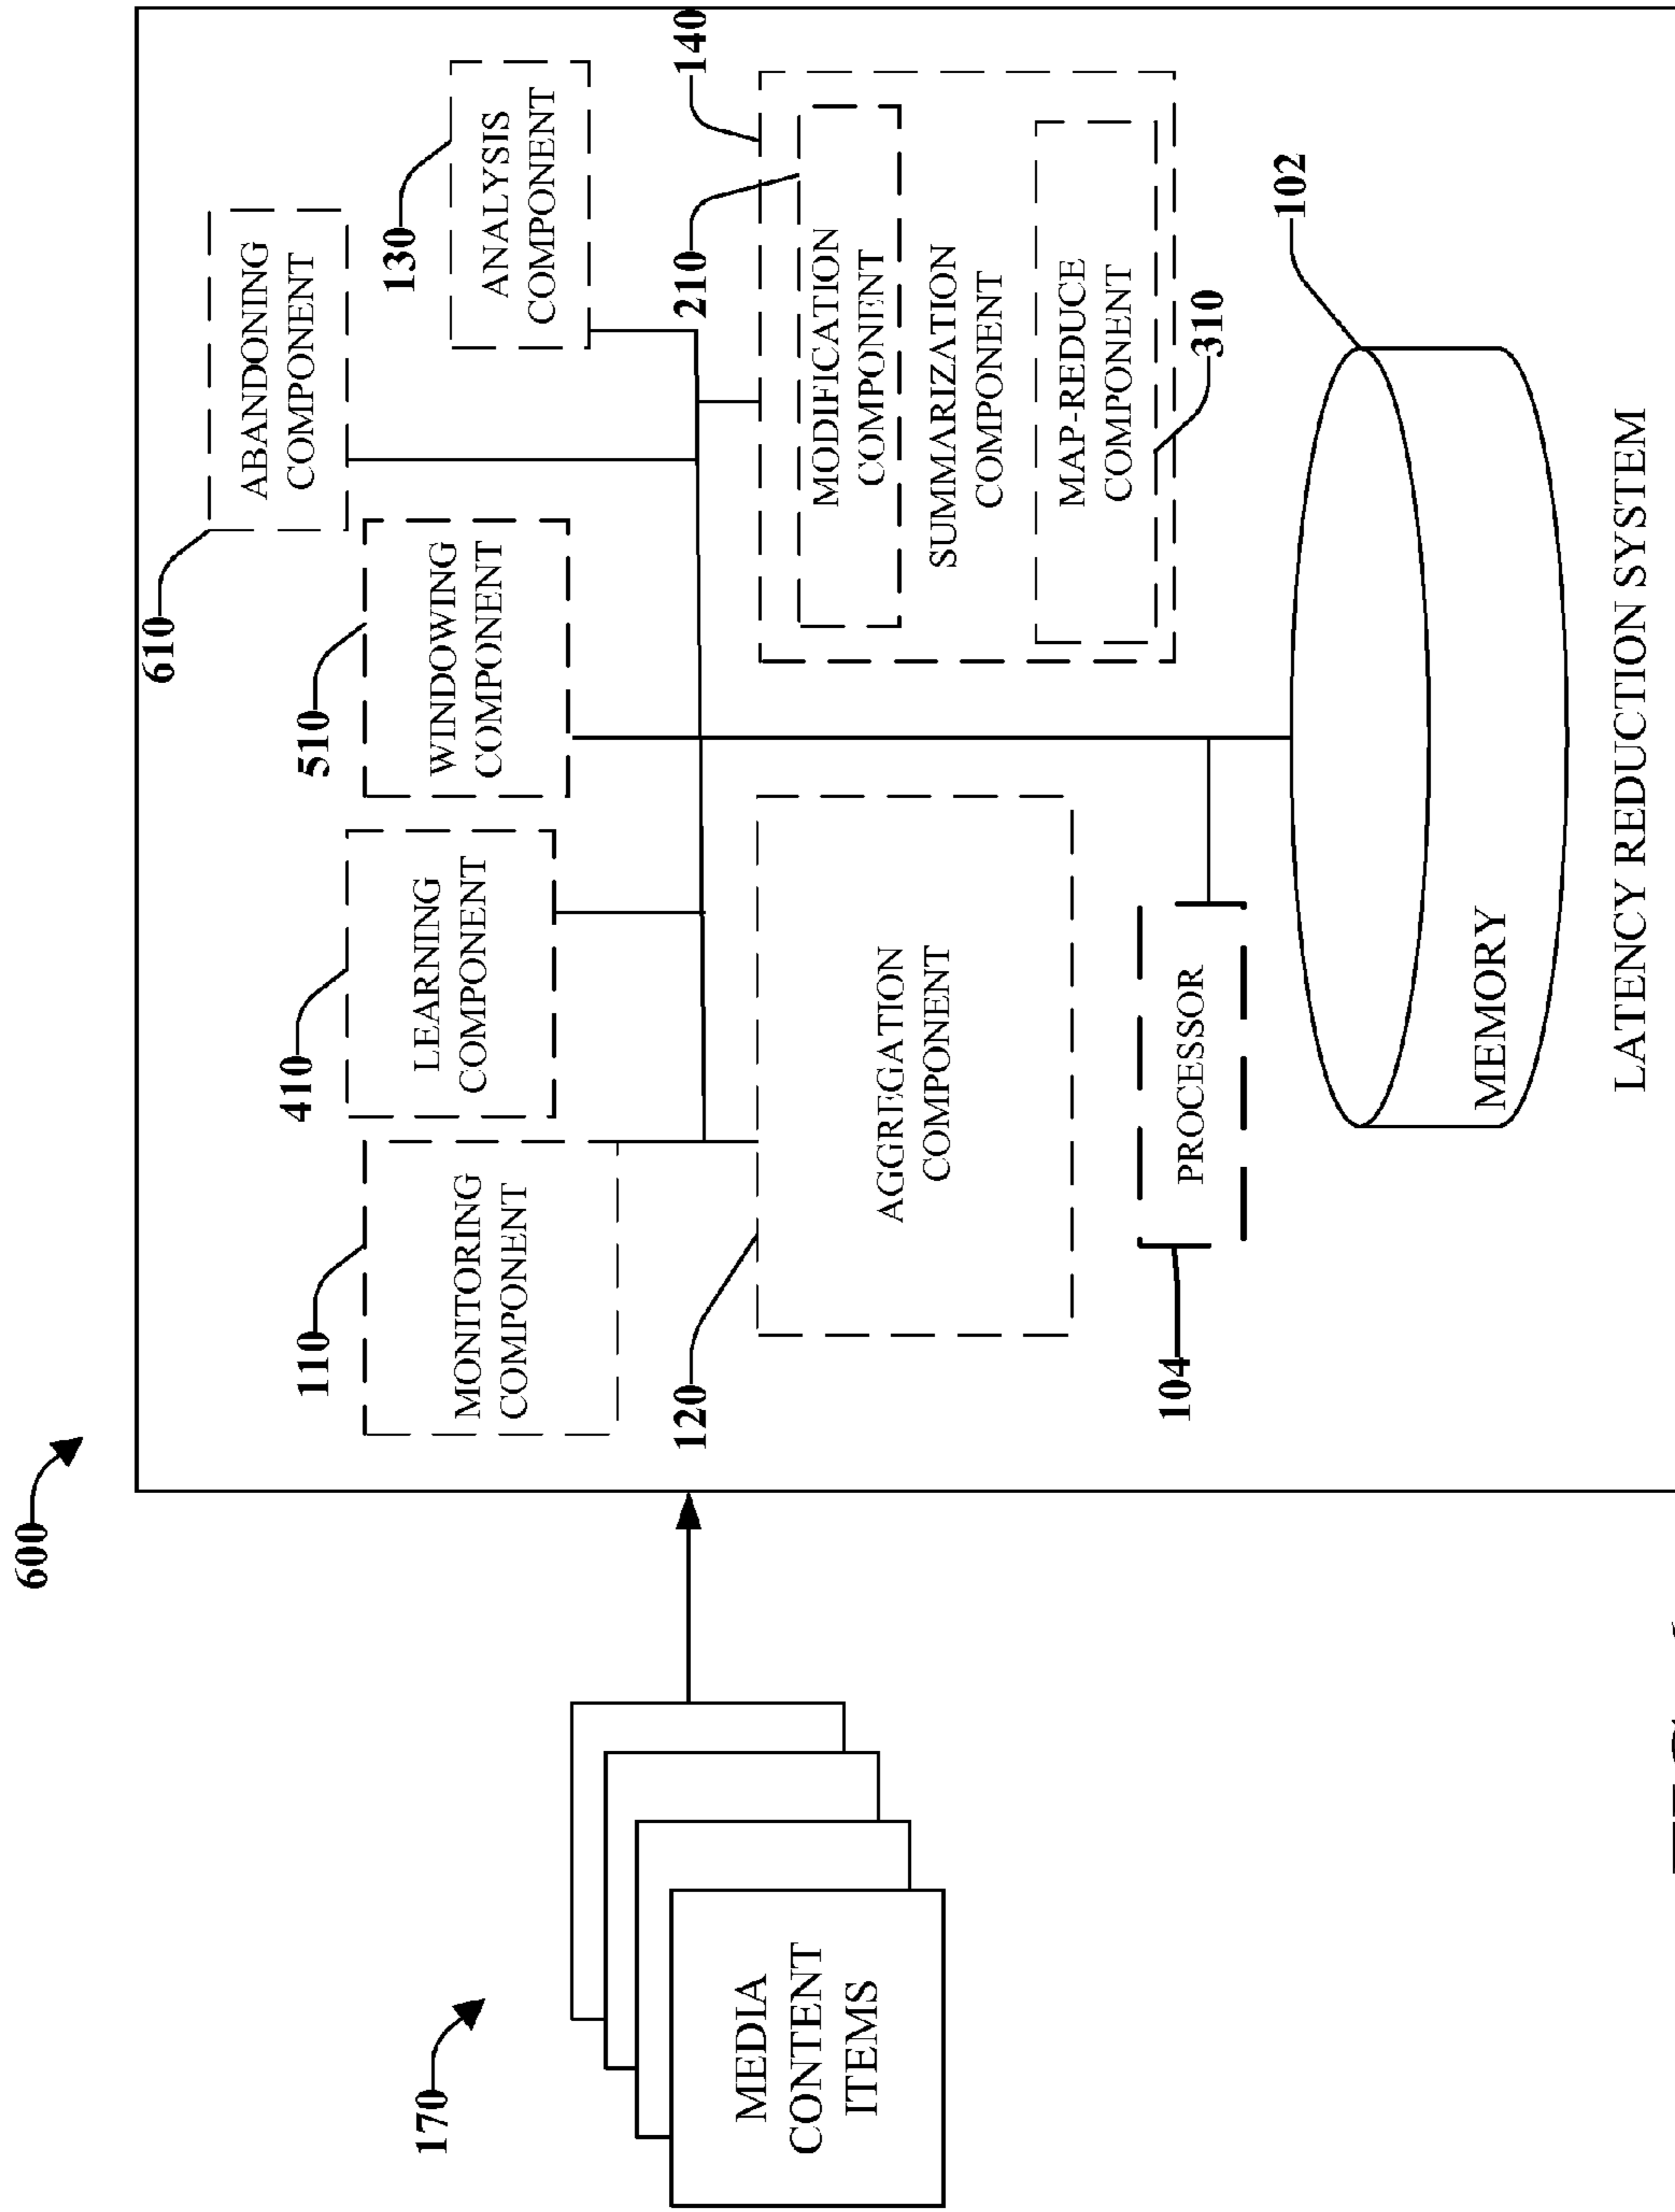 600
170
MEDIA
CONTENT
ITEMS
110
MONITORING
COMPONENT
410
LEARNING
COMPONENT
510
WINDOWING
COMPONENT
610
ABANDONING
COMPONENT
130
ANALYSIS
COMPONENT
120
AGGREGATION
COMPONENT
210
140
MODIFICATION
COMPONENT
SUMMARIZATION
COMPONENT
MAP-REDUCE
COMPONENT
310
104
PROCESSOR
102
MEMORY
LATENCY REDUCTION SYSTEM